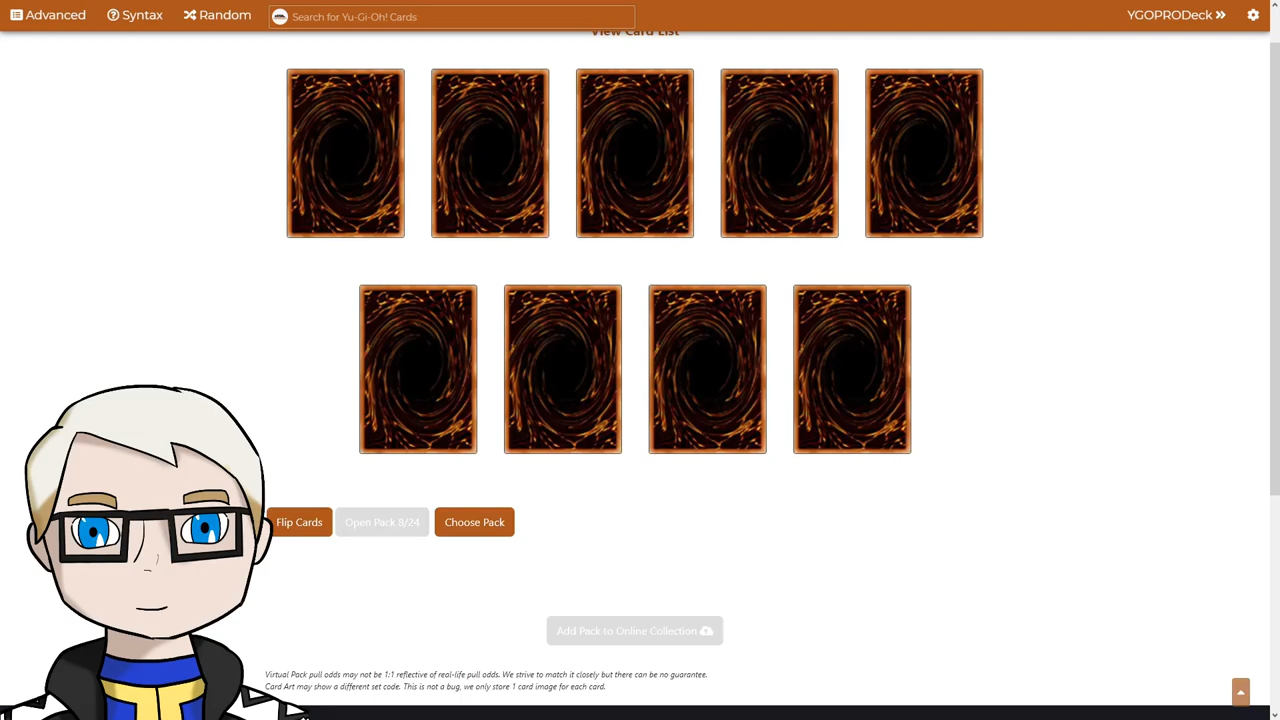 Advanced Syntax Random Search for Yu-Gi-Oh! Cards YGOPRODeck
View Card List
Flip Cards Open Pack 8/24 Choose Pack
Add Pack to Online Collection
Virtual Pack pull odds may not be 1:1 reflective of real-life pull odds. We strive to match it closely but there can be no guarantee.
Card Art may show a different set code. This is not a bug, we only store 1 card image for each card.